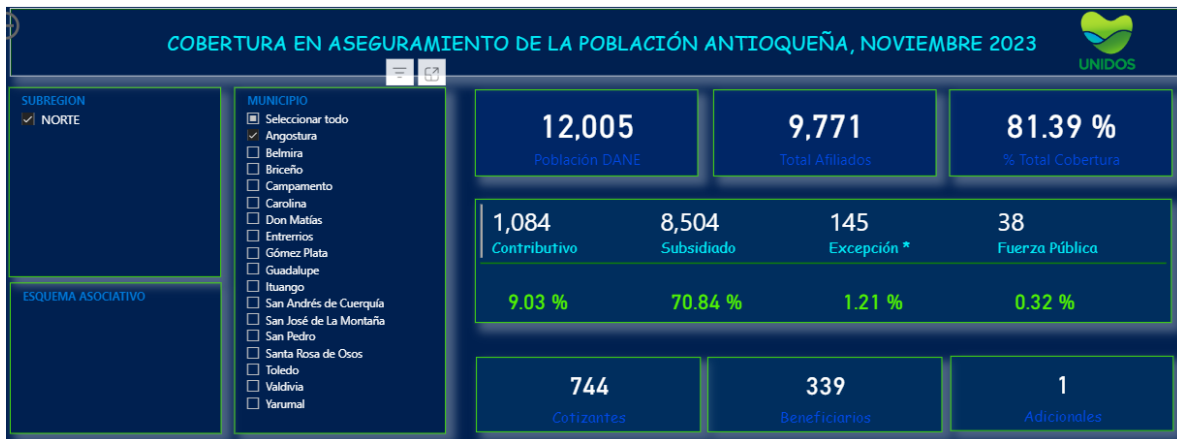 COBERTURA EN ASEGURAMIENTO DE LA POBLACIÓN ANTIOQUEÑA, NOVIEMBRE 2023
UNIDOS
SUBREGION
NORTE
ESQUEMA ASOCIATIVO
MUNICIPIO
Seleccionar todo
Angostura
Belmira
Briceño
Campamento
Carolina
Don Matías
Entrerrios
Gómez Plata
Guadalupe
Ituango
San Andrés de Cuerquía
San José de La Montaña
San Pedro
Santa Rosa de Osos
Toledo
Valdivia
Yarumal
12,005
Población DANE
9,771
Total Afiliados
81.39 %
% Total Cobertura
1,084 8,504 145 38
Contributivo Subsidiado Excepción * Fuerza Pública
9.03 % 70.84 % 1.21 % 0.32 %
744
Cotizantes
339
Beneficiarios
1
Adicionales